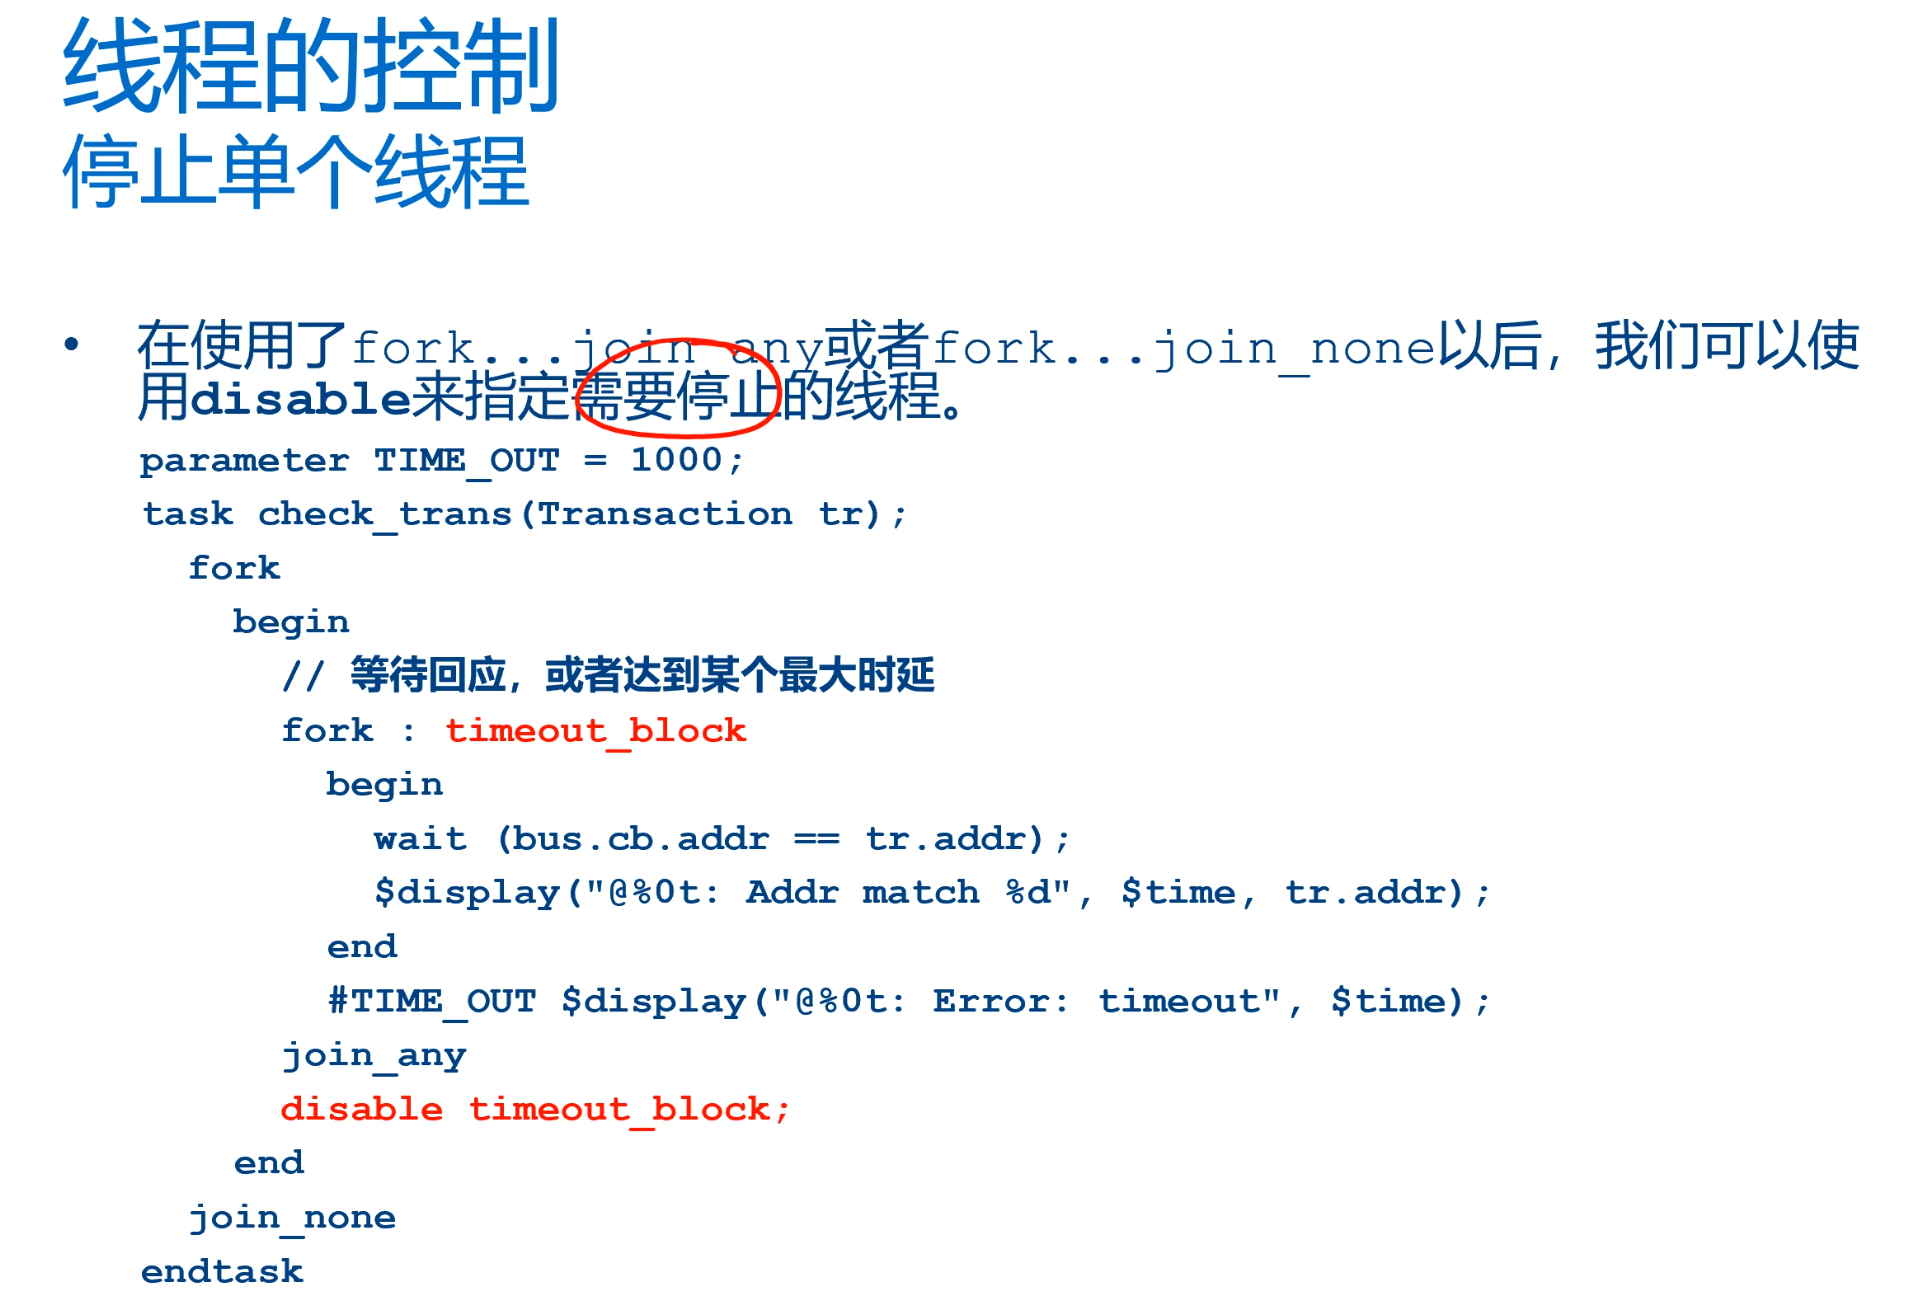 线程的控制
停止单个线程
• 在使用了fork...join_any或者fork...join_none以后，我们可以使
用disable来指定需要停止的线程。
parameter TIME_OUT = 1000;
task check_trans(Transaction tr);
fork
begin
// 等待回应，或者达到某个最大时延
fork : timeout_block
begin
wait (bus.cb.addr == tr.addr);
$display("@%0t: Addr match %d", $time, tr.addr);
end
#TIME_OUT $display("@%0t: Error: timeout", $time);
join_any
disable timeout_block;
end
join_none
endtask